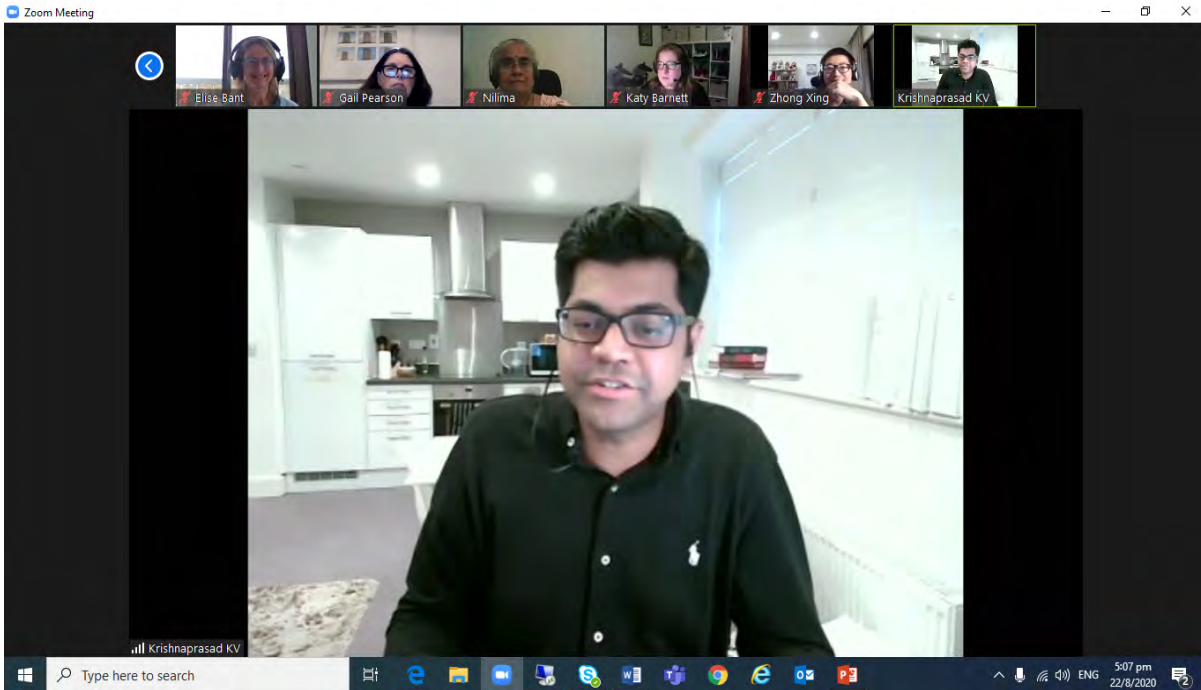 Zoom Meeting
Elise Bant
Gail Pearson
Nilima
Katy Barnett
Zhong Xing
Krishnaprasad KV
Krishnaprasad KV
Type here to search
ENG
5:07 pm
22/8/2020
2